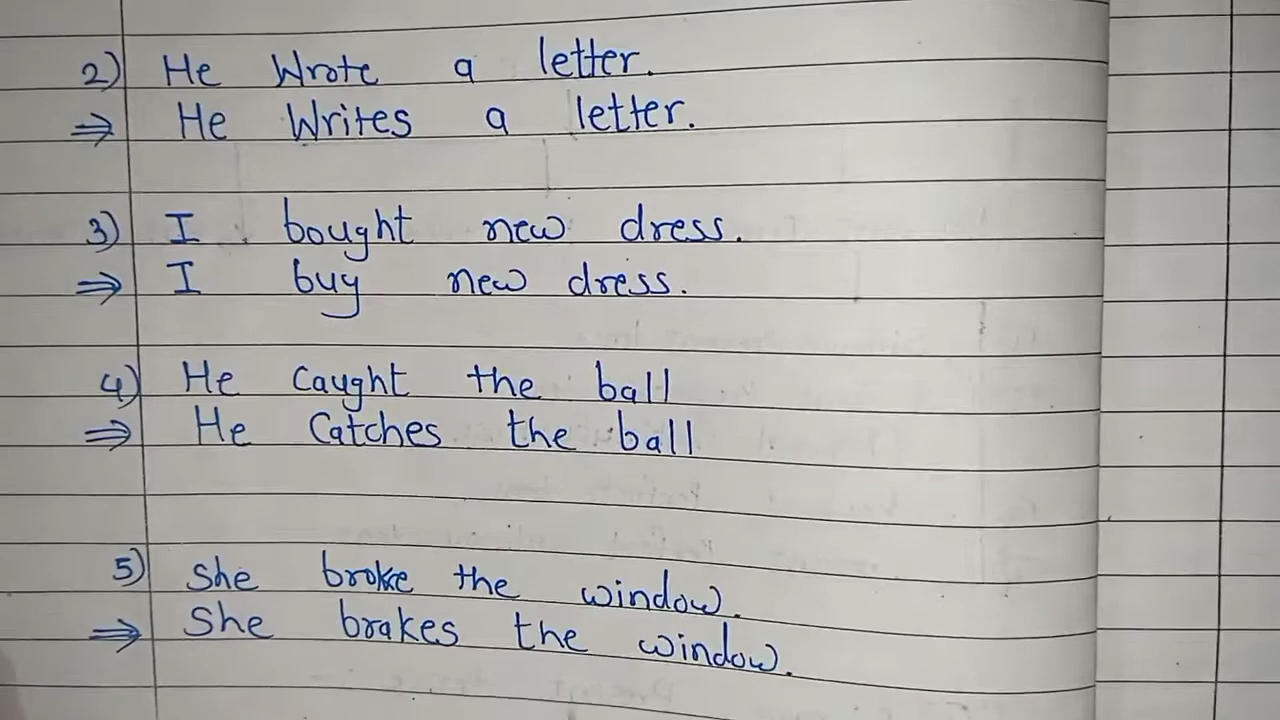 2) He Wrote a letter.
⇒ He Writes a letter.
3) I bought new dress.
⇒ I buy new dress.
4) He caught the ball
⇒ He Catches the ball
5) She broke the window.
⇒ She brakes the window.